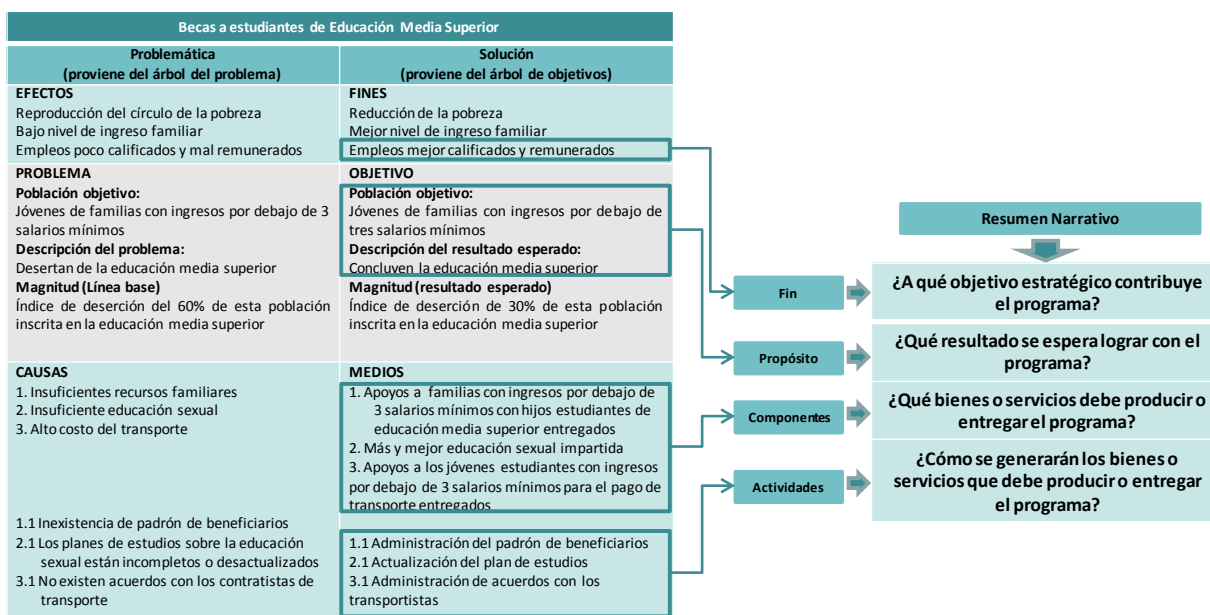 Becas a estudiantes de Educación Media Superior
Problemática
(proviene del árbol del problema)
Solución
(proviene del árbol de objetivos)
EFECTOS
Reproducción del círculo de la pobreza
Bajo nivel de ingreso familiar
Empleos poco calificados y mal remunerados
FINES
Reducción de la pobreza
Mejor nivel de ingreso familiar
Empleos mejor calificados y remunerados
PROBLEMA
Población objetivo:
Jóvenes de familias con ingresos por debajo de 3
salarios mínimos
Descripción del problema:
Desertan de la educación media superior
Magnitud (Línea base)
Índice de deserción del 60% de esta población
inscrita en la educación media superior
OBJETIVO
Población objetivo:
Jóvenes de familias con ingresos por debajo de
tres salarios mínimos
Descripción del resultado esperado:
Concluyen la educación media superior
Magnitud (resultado esperado)
Índice de deserción de 30% de esta población
inscrita en la educación media superior
CAUSAS
1. Insuficientes recursos familiares
2. Insuficiente educación sexual
3. Alto costo del transporte
1.1 Inexistencia de padrón de beneficiarios
2.1 Los planes de estudios sobre la educación
sexual están incompletos o desactualizados
3.1 No existen acuerdos con los contratistas de
transporte
MEDIOS
1. Apoyos a familias con ingresos por debajo de
3 salarios mínimos con hijos estudiantes de
educación media superior entregados
2. Más y mejor educación sexual impartida
3. Apoyos a los jóvenes estudiantes con ingresos
por debajo de 3 salarios mínimos para el pago de
transporte entregados
1.1 Administración del padrón de beneficiarios
2.1 Actualización del plan de estudios
3.1 Administración de acuerdos con los
transportistas
Resumen Narrativo
Fin
¿A qué objetivo estratégico contribuye
el programa?
Propósito
¿Qué resultado se espera lograr con el
programa?
Componentes
¿Qué bienes o servicios debe producir o
entregar el programa?
Actividades
¿Cómo se generarán los bienes o
servicios que debe producir o entregar
el programa?